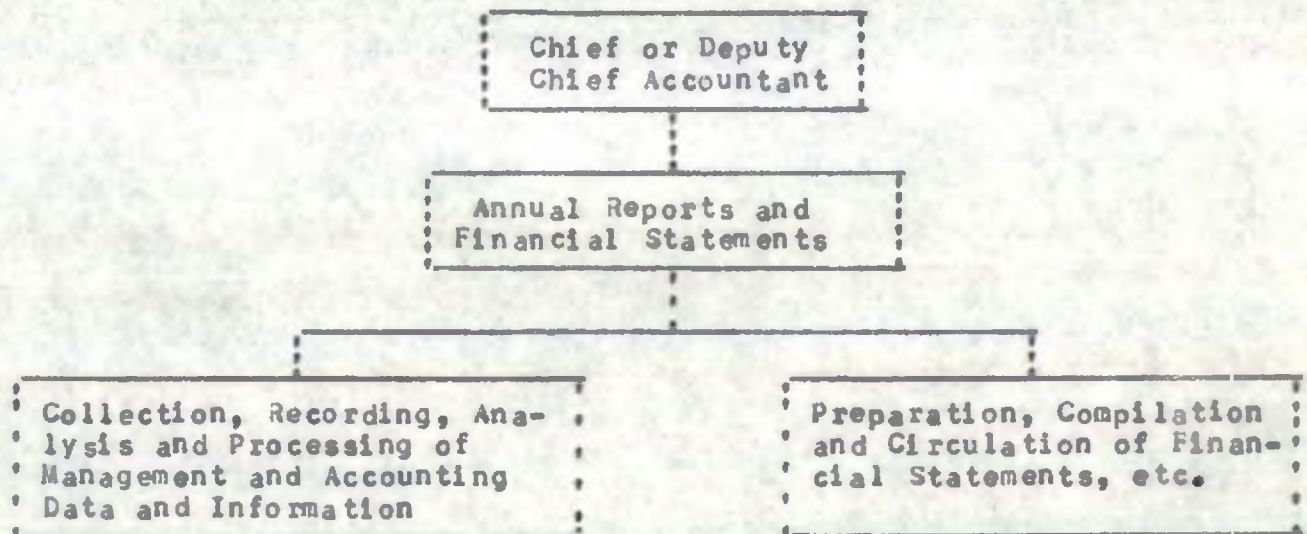 Chief or Deputy
Chief Accountant
Annual Reports and
Financial Statements
Collection, Recording, Ana-
lysis and Processing of
Management and Accounting
Data and Information
Preparation, Compilation
and Circulation of Finan-
cial Statements, etc.